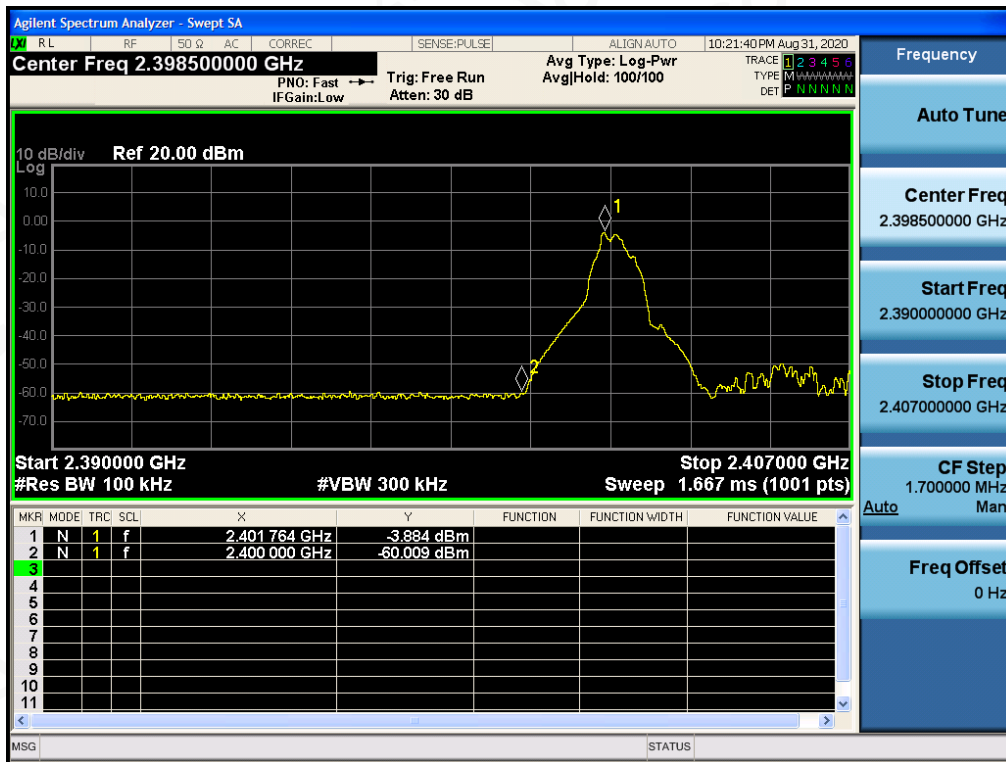 Agilent Spectrum Analyzer - Swept SA
LXI RL RF 50 Ω AC CORREC SENSE:PULSE ALIGN AUTO 10:21:40 PM Aug 31, 2020
Center Freq 2.398500000 GHz
PNO: Fast
IFGain:Low
Trig: Free Run
Atten: 30 dB
Avg Type: Log-Pwr
Avg|Hold: 100/100
TRACE 1 2 3 4 5 6
TYPE M
DET P N N N N N
10 dB/div Ref 20.00 dBm
Log
10.0
0.00
-10.0
-20.0
-30.0
-40.0
-50.0
-60.0
-70.0
1
2
Start 2.390000 GHz Stop 2.407000 GHz
#Res BW 100 kHz #VBW 300 kHz Sweep 1.667 ms (1001 pts)
MKR MODE TRC SCL X Y FUNCTION FUNCTION WIDTH FUNCTION VALUE
1 N 1 f 2.401 764 GHz -3.884 dBm
2 N 1 f 2.400 000 GHz -60.009 dBm
3
4
5
6
7
8
9
10
11
MSG STATUS
Frequency
Auto Tune
Center Freq
2.398500000 GHz
Start Freq
2.390000000 GHz
Stop Freq
2.407000000 GHz
CF Step
1.700000 MHz
Auto Man
Freq Offset
0 Hz